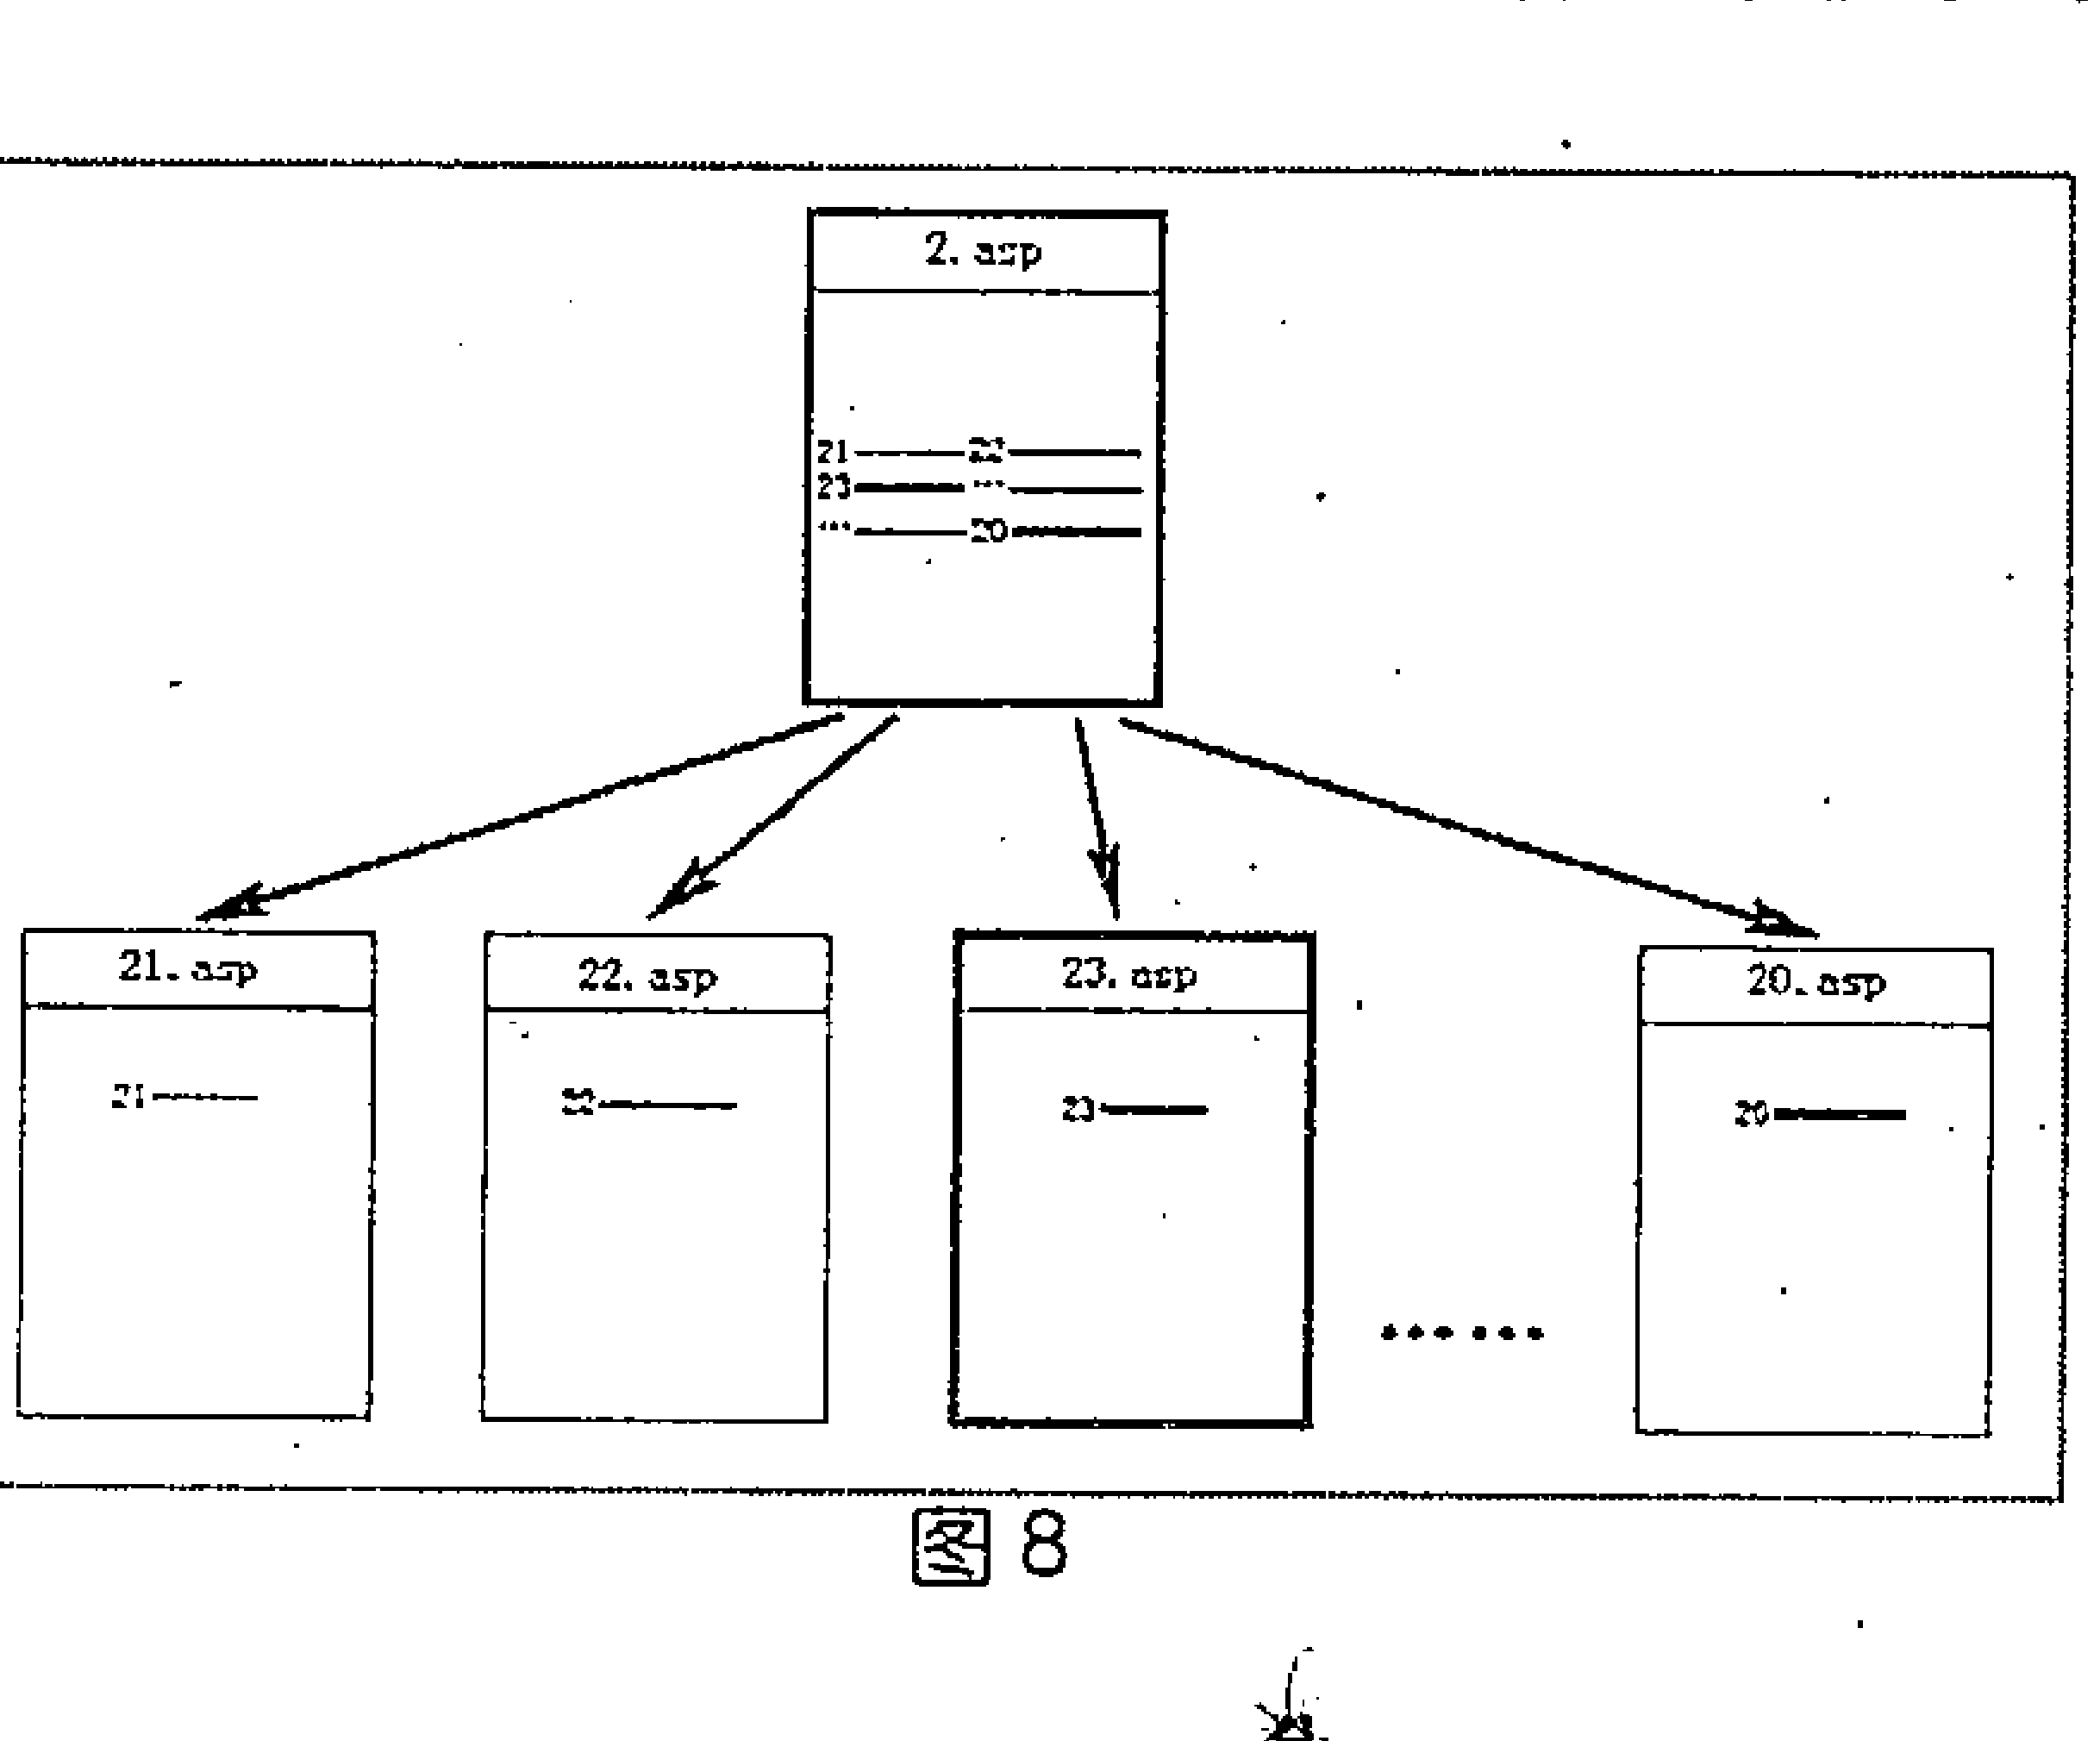 2. asp
21 22
23 ...
... 20
21. asp
22. asp
23. asp
20. asp
21
22
23
20
......
图 8